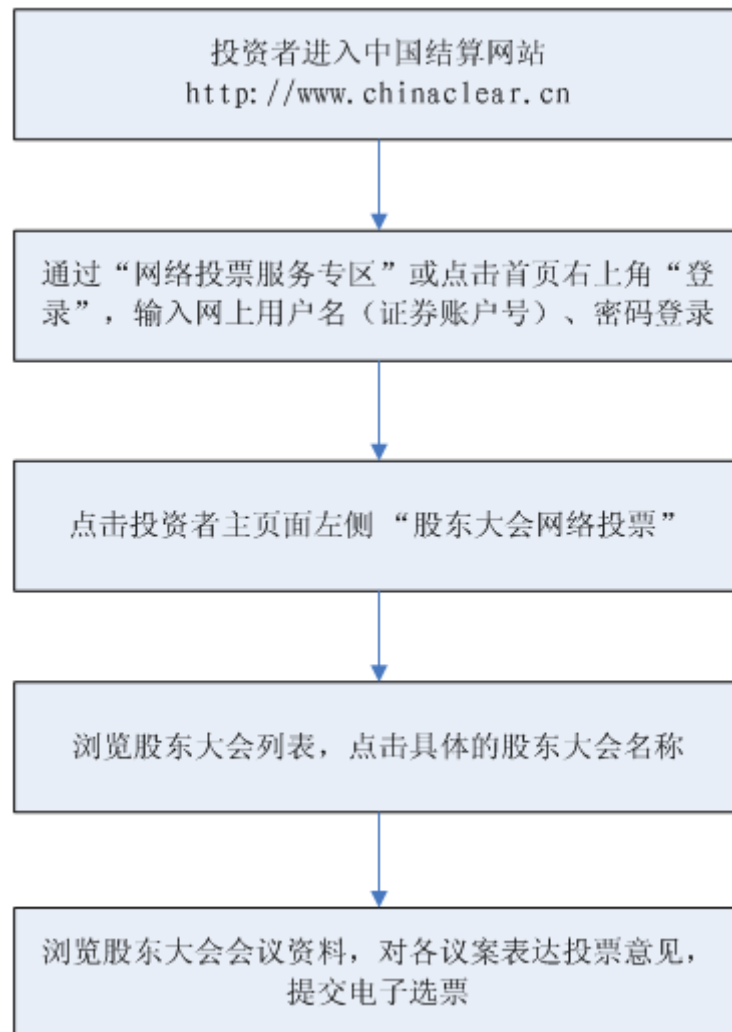 投资者进入中国结算网站
http://www.chinaclear.cn
通过“网络投票服务专区”或点击首页右上角“登
录”，输入网上用户名（证券账户号）、密码登录
点击投资者主页面左侧 “股东大会网络投票”
浏览股东大会列表，点击具体的股东大会名称
浏览股东大会会议资料，对各议案表达投票意见，
提交电子选票